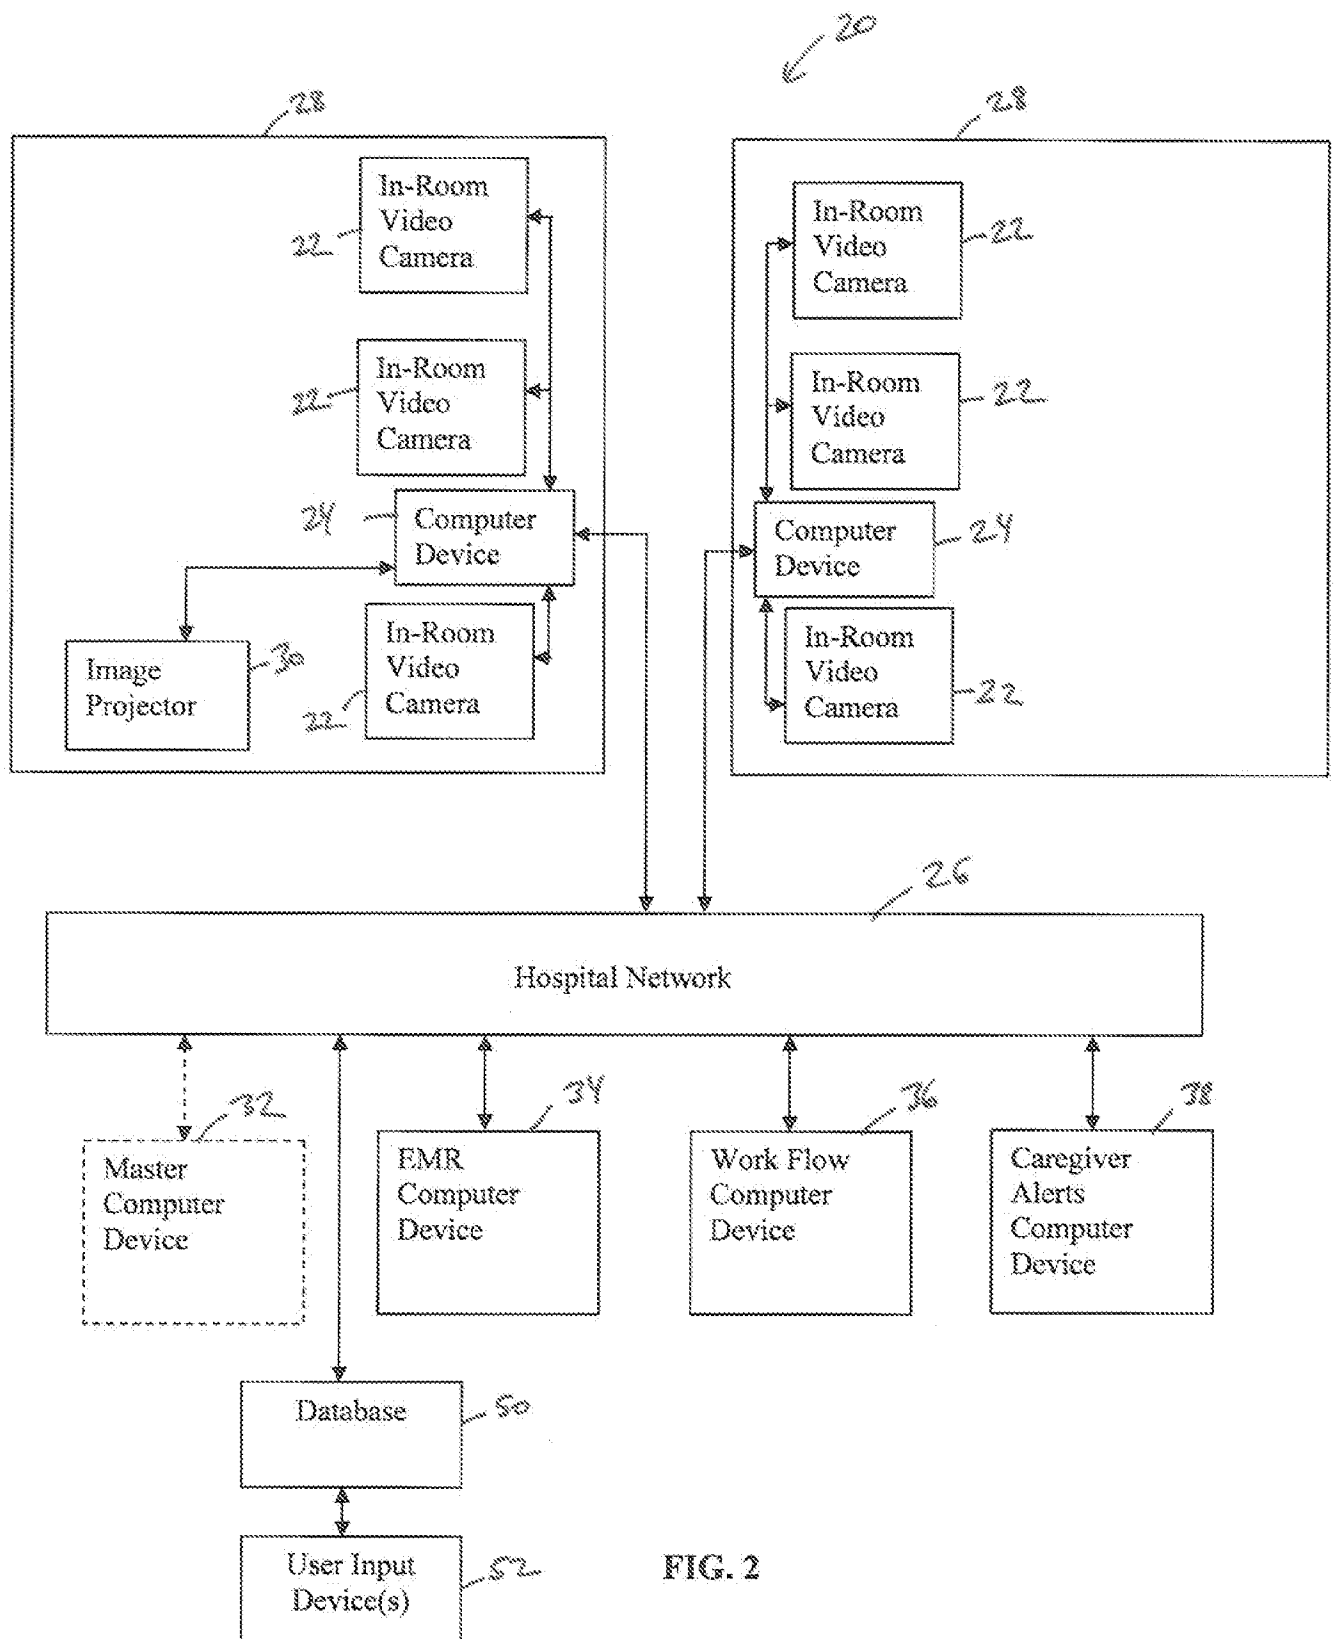 20
28
28
In-Room
Video
Camera
22
In-Room
Video
Camera
22
In-Room
Video
Camera
22
In-Room
Video
Camera
22
24
Computer
Device
Computer
Device
24
In-Room
Video
Camera
22
In-Room
Video
Camera
22
Image
Projector
30
26
Hospital Network
32
Master
Computer
Device
34
EMR
Computer
Device
36
Work Flow
Computer
Device
38
Caregiver
Alerts
Computer
Device
Database
50
User Input
Device(s)
52
FIG. 2